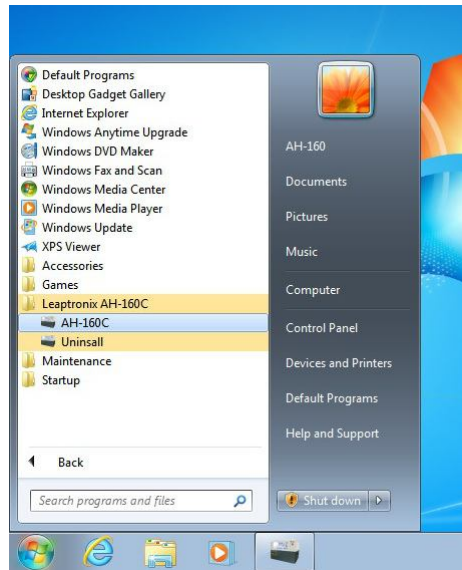 Default Programs
Desktop Gadget Gallery
Internet Explorer
Windows Anytime Upgrade
Windows DVD Maker
Windows Fax and Scan
Windows Media Center
Windows Media Player
Windows Update
XPS Viewer
Accessories
Games
Leaptronix AH-160C
AH-160C
Uninsall
Maintenance
Startup
Back
Search programs and files
AH-160
Documents
Pictures
Music
Computer
Control Panel
Devices and Printers
Default Programs
Help and Support
Shut down